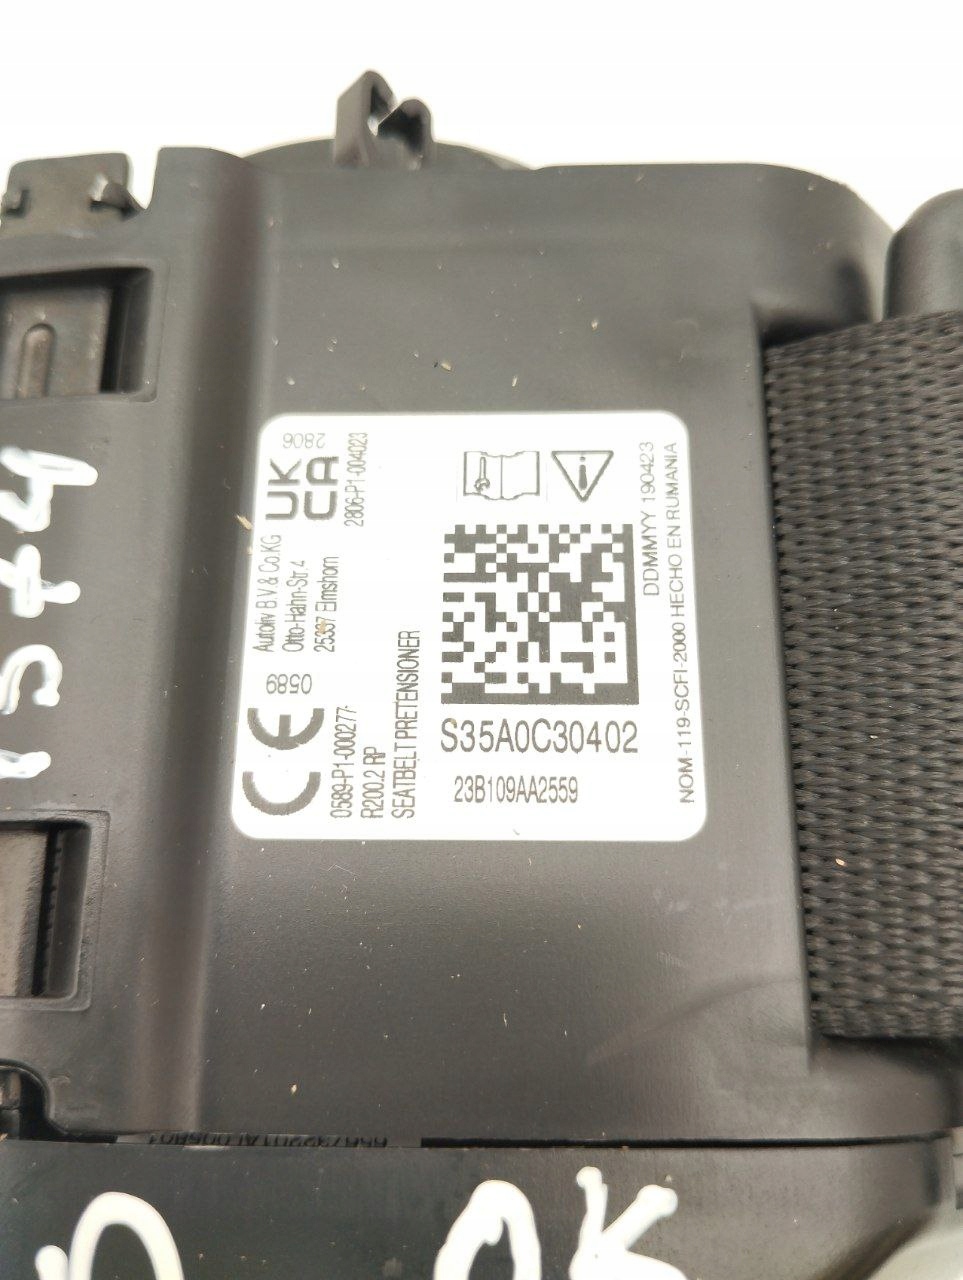 2806
UK
CA
2806-P1-004023
Autoliv B.V.& Co.KG
Otto-Hahn-Str.4
25337 Elmshorn
CE 0589
0589-P1-000277-
R200.2 RP
SEATBELT PRETENSIONER
S35A0C30402
23B109AA2559
DDMMYY 190423
NOM-119-SCFI-2000 HECHO EN RUMANIA
OK